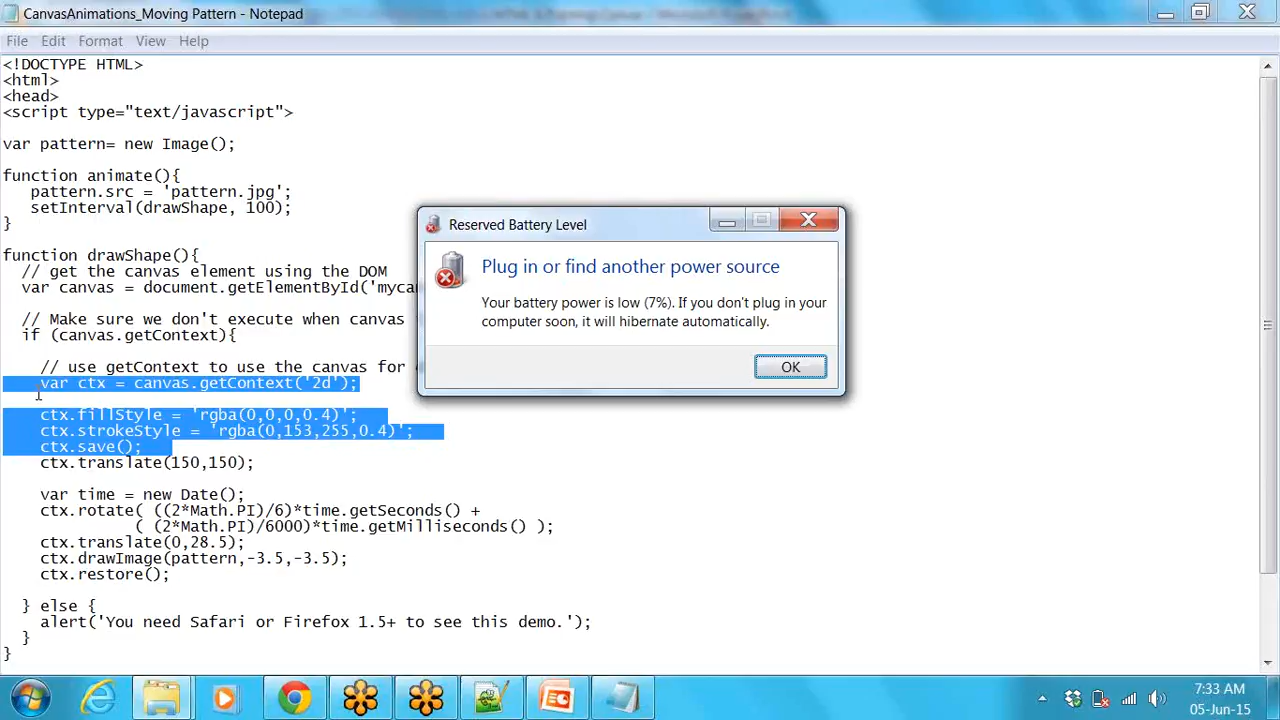 CanvasAnimations_Moving Pattern - Notepad
File Edit Format View Help
<!DOCTYPE HTML>
<html>
<head>
<script type="text/javascript">
var pattern= new Image();
function animate(){
pattern.src = 'pattern.jpg';
setInterval(drawShape, 100);
}
function drawShape(){
// get the canvas element using the DOM
var canvas = document.getElementById('myca
// Make sure we don't execute when canvas
if (canvas.getContext){
// use getContext to use the canvas for
var ctx = canvas.getContext('2d');
ctx.fillStyle = 'rgba(0,0,0,0.4)';
ctx.strokeStyle = 'rgba(0,153,255,0.4)';
ctx.save();
ctx.translate(150,150);
var time = new Date();
ctx.rotate( ((2*Math.PI)/6)*time.getSeconds() +
( (2*Math.PI)/6000)*time.getMilliseconds() );
ctx.translate(0,28.5);
ctx.drawImage(pattern,-3.5,-3.5);
ctx.restore();
} else {
alert('You need Safari or Firefox 1.5+ to see this demo.');
}
}
Reserved Battery Level
Plug in or find another power source
Your battery power is low (7%). If you don't plug in your
computer soon, it will hibernate automatically.
OK
7:33 AM
05-Jun-15